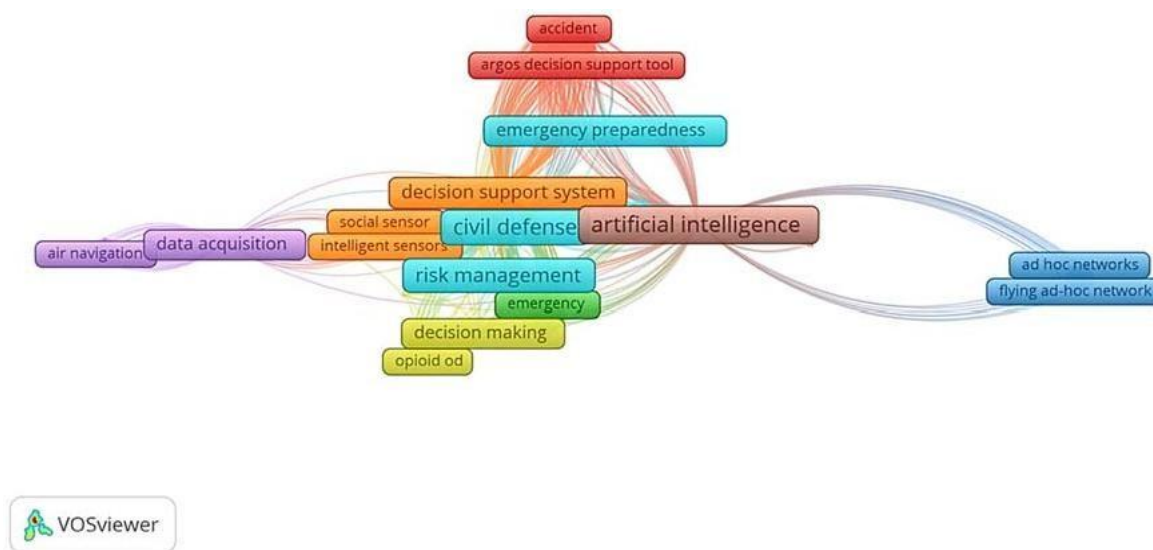 accident
argos decision support tool
emergency preparedness
decision support system
social sensor
civil defense
artificial intelligence
air navigation
data acquisition
intelligent sensors
ad hoc networks
risk management
flying ad-hoc network
emergency
decision making
opioid od
VOSviewer